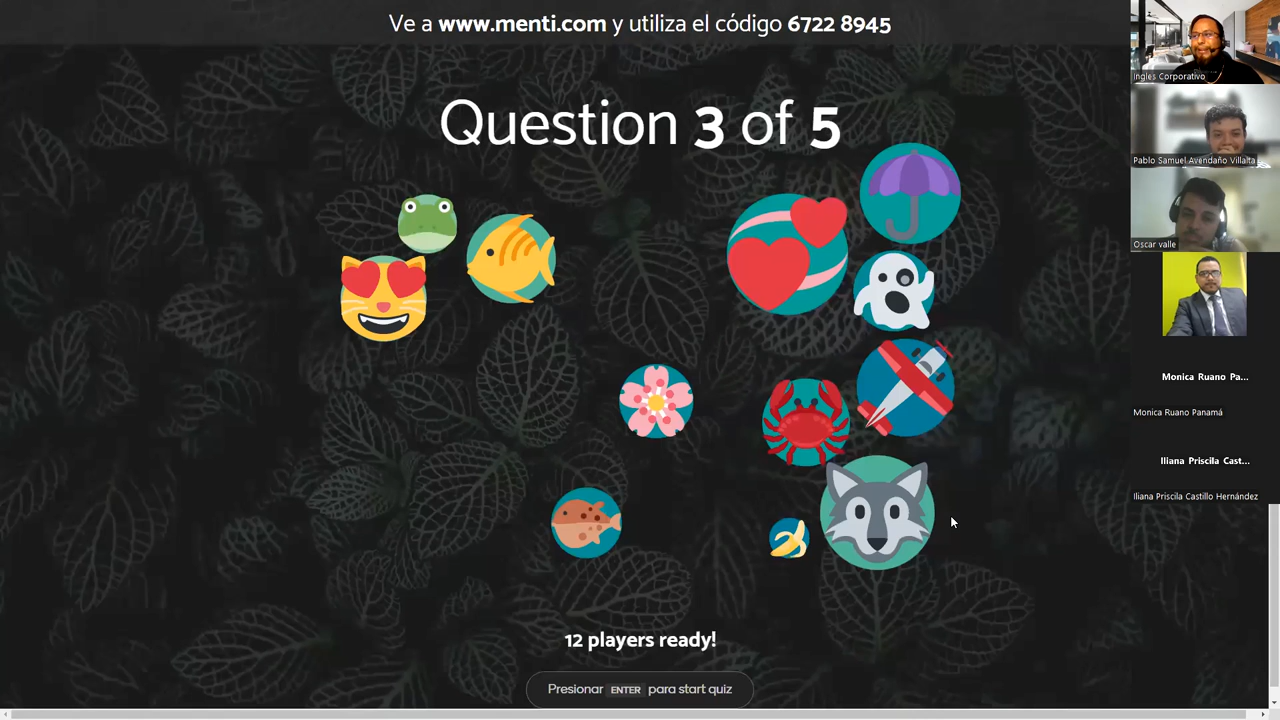 Ve a www.menti.com y utiliza el código 6722 8945
Question 3 of 5
12 players ready!
Presionar ENTER para start quiz
Ingles Corporativo
Pablo Samuel Avendaño Villalta
Oscar valle
Monica Ruano Pa...
Monica Ruano Panamá
Iliana Priscila Cast...
Iliana Priscila Castillo Hernández